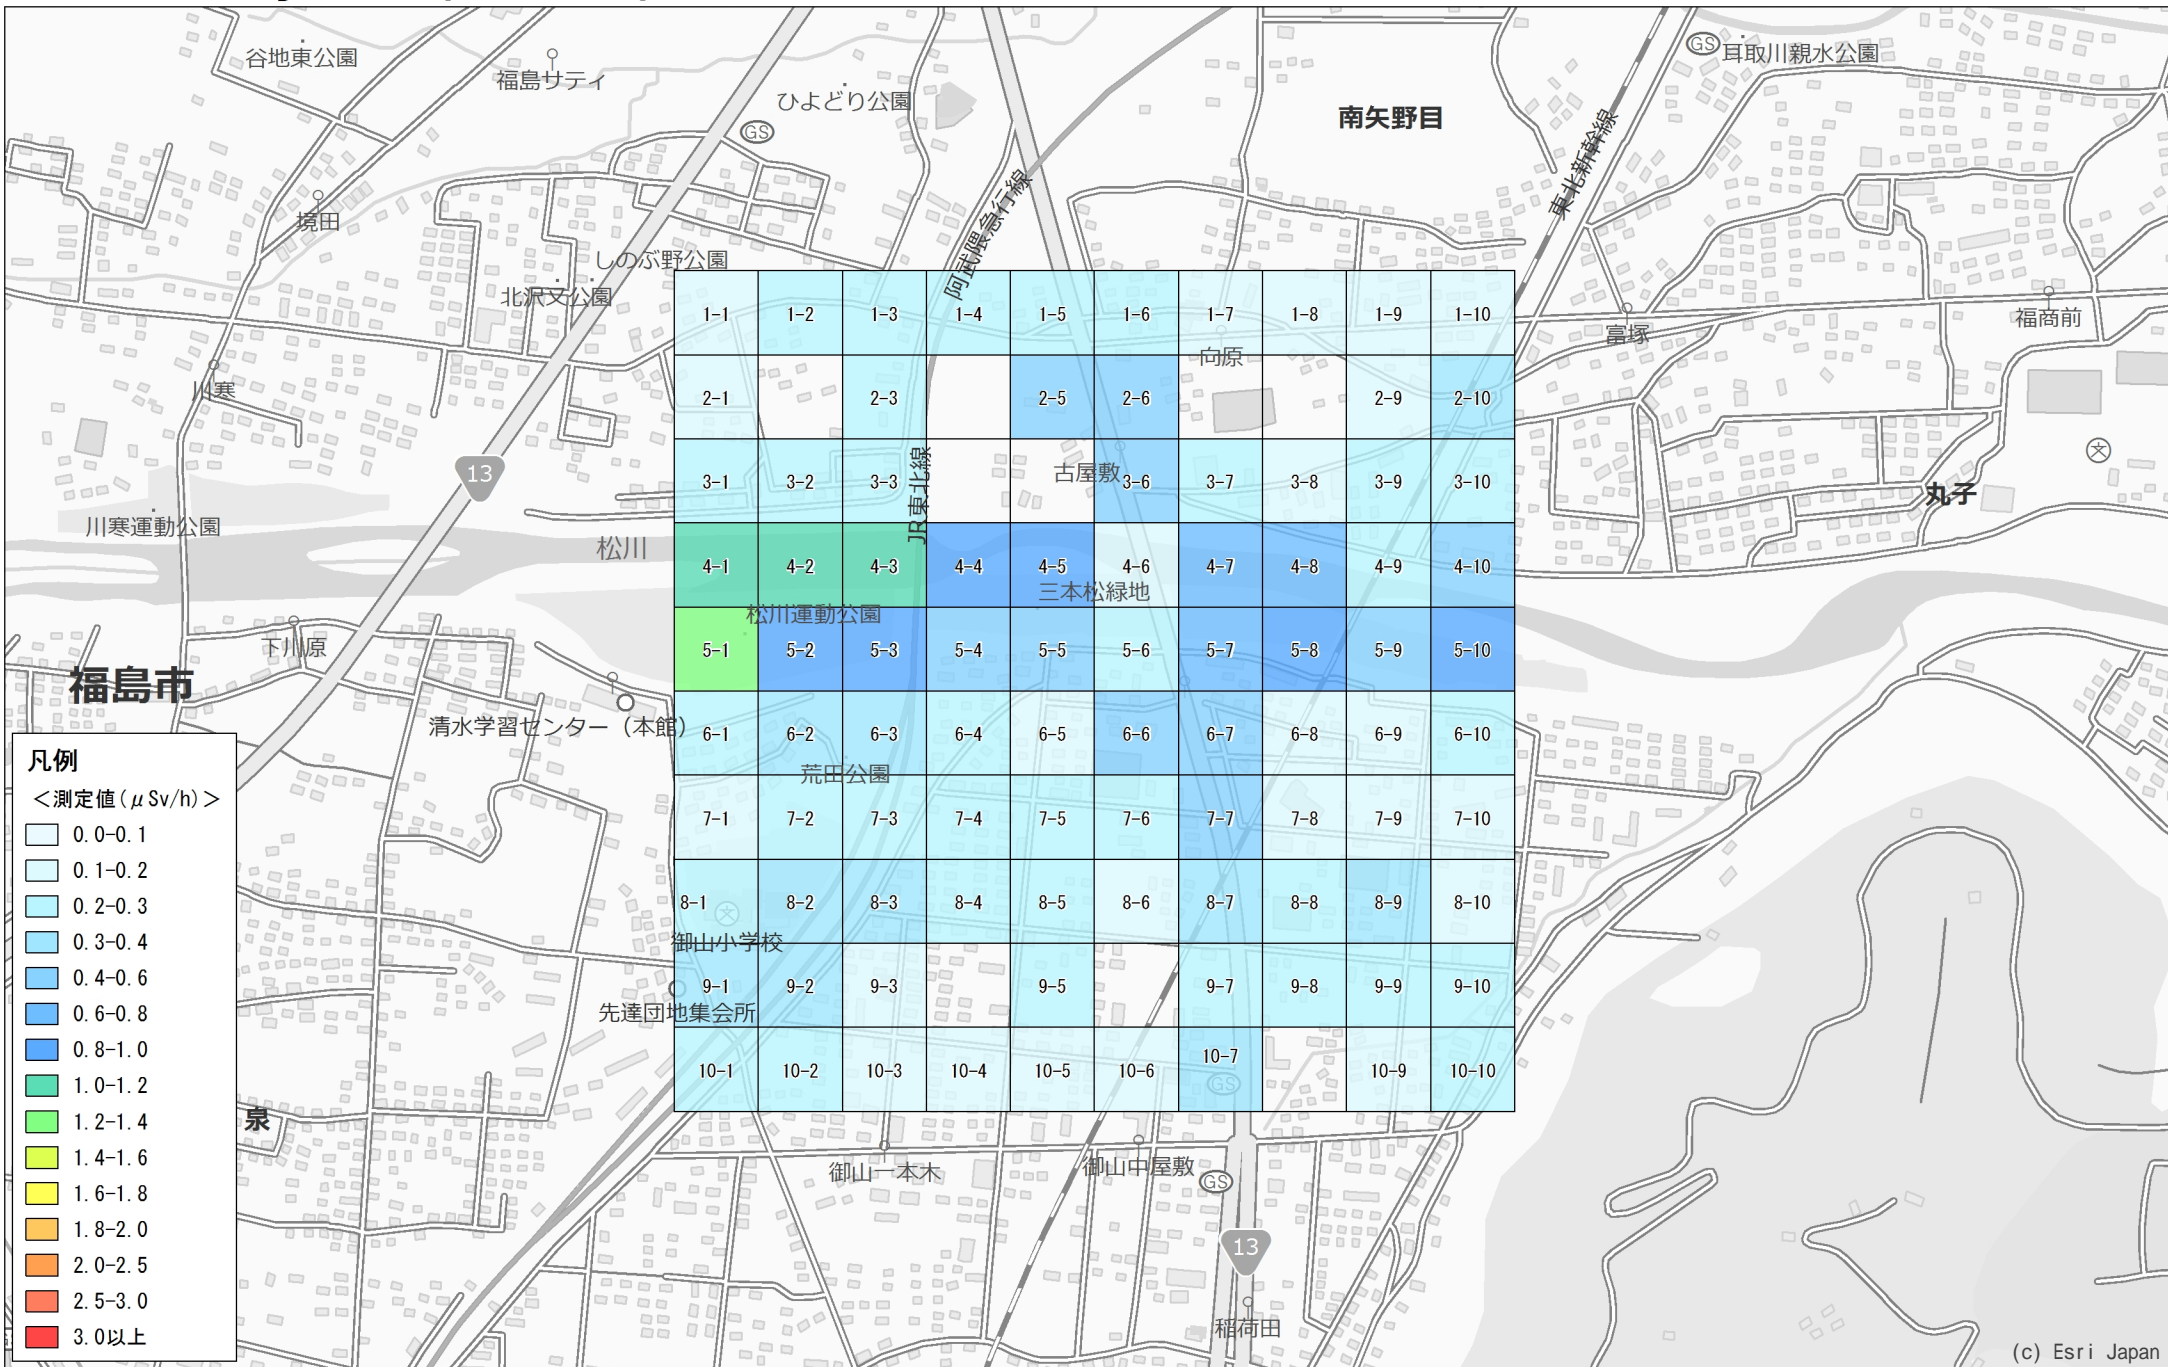 谷地東公園
福島サティ
ひよどり公園
GS
南矢野目
GS
耳取川親水公園
東北新幹線
境田
阿武隈急行線
しのぶ野公園
北沢又公園
富塚
福商前
川寒
向原
1-1 1-2 1-3 1-4 1-5 1-6 1-7 1-8 1-9 1-10
2-1 2-3 2-5 2-6 2-9 2-10
13
JR東北線
古屋敷
文
丸子
3-1 3-2 3-3 3-6 3-7 3-8 3-9 3-10
川寒運動公園
松川
4-1 4-2 4-3 4-4 4-5 4-6 4-7 4-8 4-9 4-10
三本松緑地
松川運動公園
下川原
5-1 5-2 5-3 5-4 5-5 5-6 5-7 5-8 5-9 5-10
福島市
清水学習センター（本館）
6-1 6-2 6-3 6-4 6-5 6-6 6-7 6-8 6-9 6-10
荒田公園
7-1 7-2 7-3 7-4 7-5 7-6 7-7 7-8 7-9 7-10
8-1 8-2 8-3 8-4 8-5 8-6 8-7 8-8 8-9 8-10
文
御山小学校
9-1 9-2 9-3 9-5 9-7 9-8 9-9 9-10
先達団地集会所
10-1 10-2 10-3 10-4 10-5 10-6 10-7 10-9 10-10
GS
泉
御山一本木
御山中屋敷
GS
13
稲荷田
凡例
＜測定値(μSv/h)＞
0.0-0.1
0.1-0.2
0.2-0.3
0.3-0.4
0.4-0.6
0.6-0.8
0.8-1.0
1.0-1.2
1.2-1.4
1.4-1.6
1.6-1.8
1.8-2.0
2.0-2.5
2.5-3.0
3.0以上
(c) Esri Japan